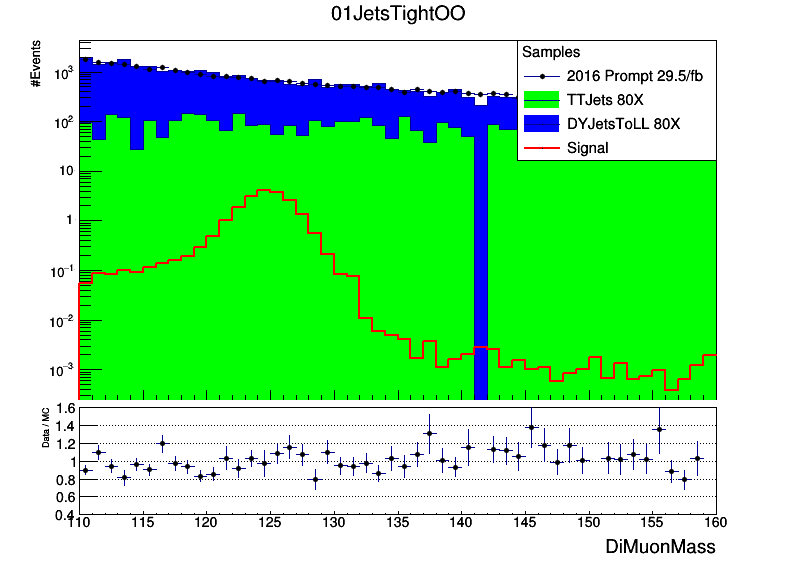 01JetsTightOO
#Events
Samples
2016 Prompt 29.5/fb
TTJets 80X
DYJetsToLL 80X
Signal
10³
10²
10
1
10⁻¹
10⁻²
10⁻³
Data / MC
1.6
1.4
1.2
1
0.8
0.6
0.4
110 115 120 125 130 135 140 145 150 155 160
DiMuonMass